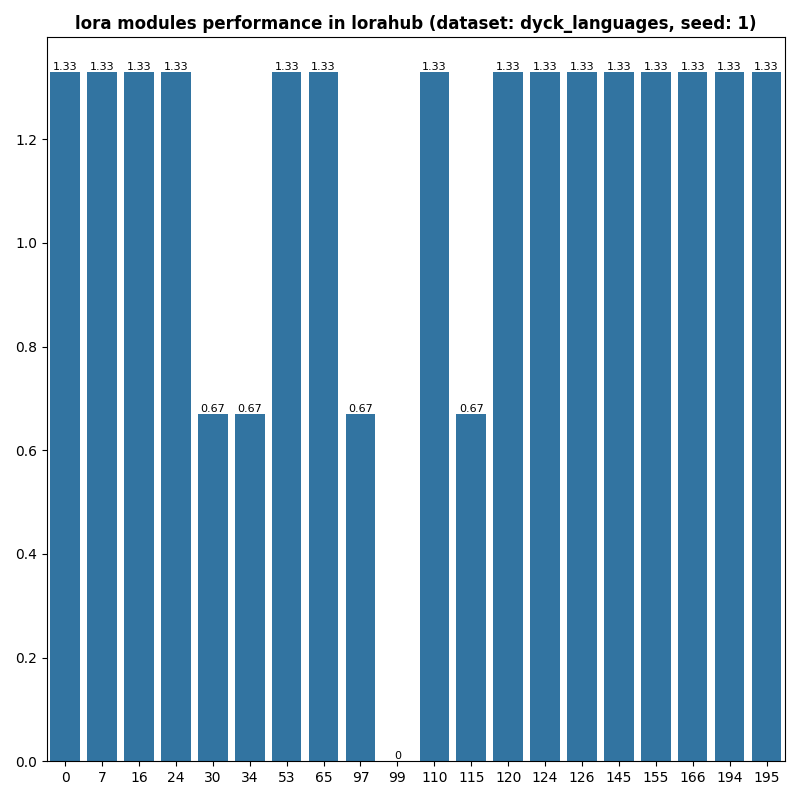 lora modules performance in lorahub (dataset: dyck_languages, seed: 1)
1.33 1.33 1.33 1.33 1.33 1.33 1.33 1.33 1.33 1.33 1.33 1.33 1.33 1.33 1.33
1.2
1.0
0.8
0.67 0.67 0.67 0.67
0.6
0.4
0.2
0
0.0
0 7 16 24 30 34 53 65 97 99 110 115 120 124 126 145 155 166 194 195